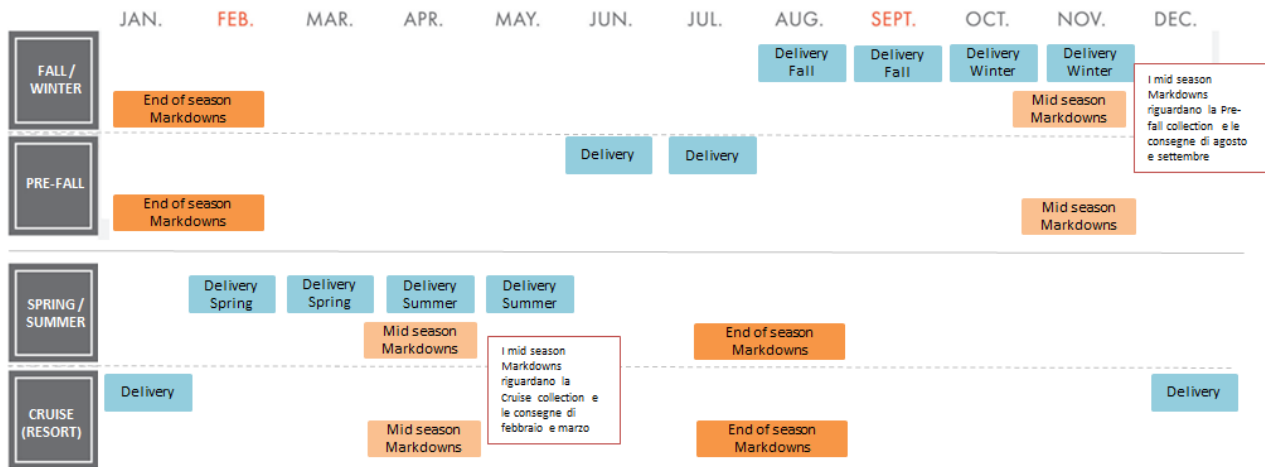 JAN. FEB. MAR. APR. MAY. JUN. JUL. AUG. SEPT. OCT. NOV. DEC.
FALL /
WINTER
Delivery
Fall
Delivery
Fall
Delivery
Winter
Delivery
Winter
End of season
Markdowns
Mid season
Markdowns
I mid season
Markdowns
riguardano la Pre-
fall collection e le
consegne di agosto
e settembre
PRE-FALL
Delivery
Delivery
End of season
Markdowns
Mid season
Markdowns
SPRING /
SUMMER
Delivery
Spring
Delivery
Spring
Delivery
Summer
Delivery
Summer
Mid season
Markdowns
End of season
Markdowns
I mid season
Markdowns
riguardano la
Cruise collection e
le consegne di
febbraio e marzo
CRUISE
(RESORT)
Delivery
Delivery
Mid season
Markdowns
End of season
Markdowns